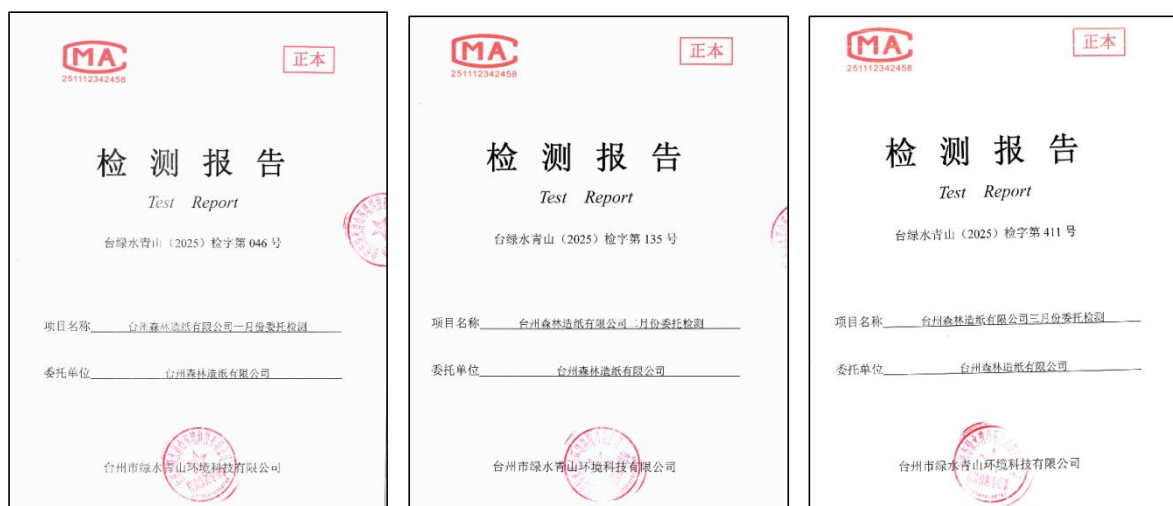 MA
251112342458
正本
检测报告
Test Report
台绿水青山（2025）检字第 046 号
项目名称 台州森林造纸有限公司一月份委托检测
委托单位 台州森林造纸有限公司
台州市绿水青山环境科技有限公司
MA
251112342458
正本
检测报告
Test Report
台绿水青山（2025）检字第 135 号
项目名称 台州森林造纸有限公司二月份委托检测
委托单位 台州森林造纸有限公司
台州市绿水青山环境科技有限公司
MA
251112342458
正本
检测报告
Test Report
台绿水青山（2025）检字第 411 号
项目名称 台州森林造纸有限公司三月份委托检测
委托单位 台州森林造纸有限公司
台州市绿水青山环境科技有限公司